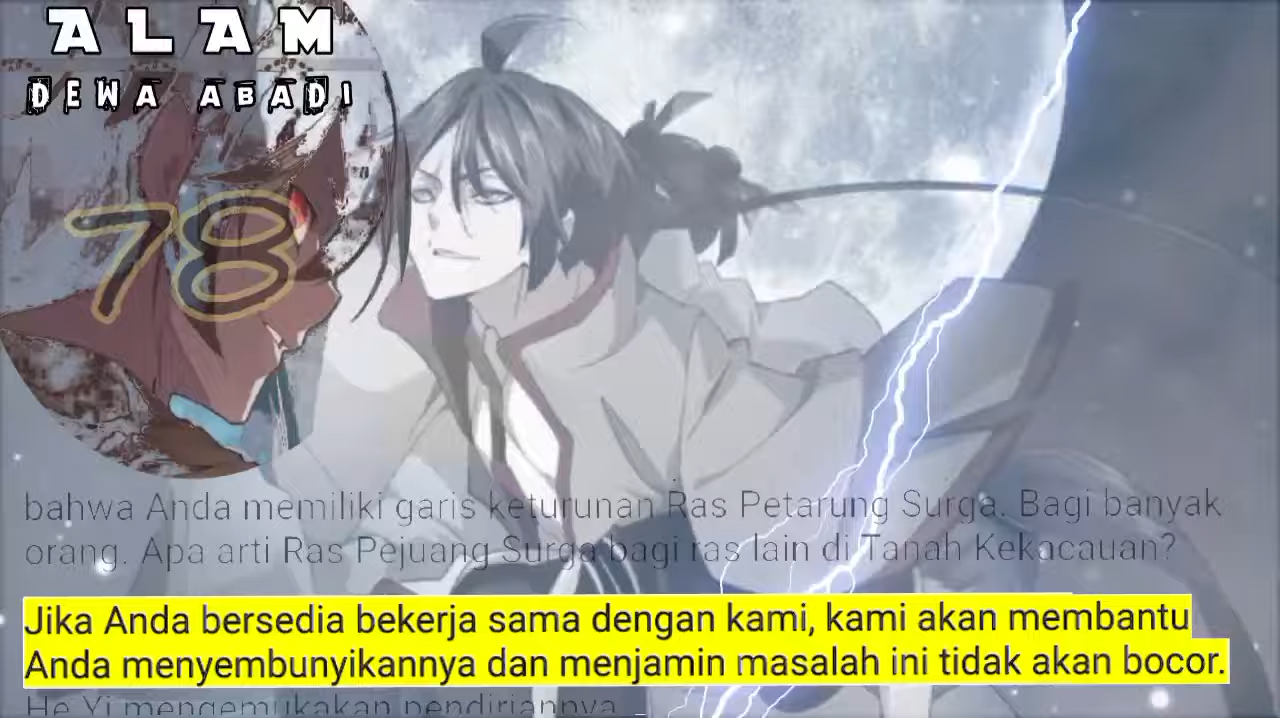 ALAM
DEWA ABADI
78
bahwa Anda memiliki garis keturunan Ras Petarung Surga. Bagi banyak
orang. Apa arti Ras Pejuang Surga bagi ras lain di Tanah Kekacauan?
Jika Anda bersedia bekerja sama dengan kami, kami akan membantu
Anda menyembunyikannya dan menjamin masalah ini tidak akan bocor.
He Yi mengemukakan pendiriannya